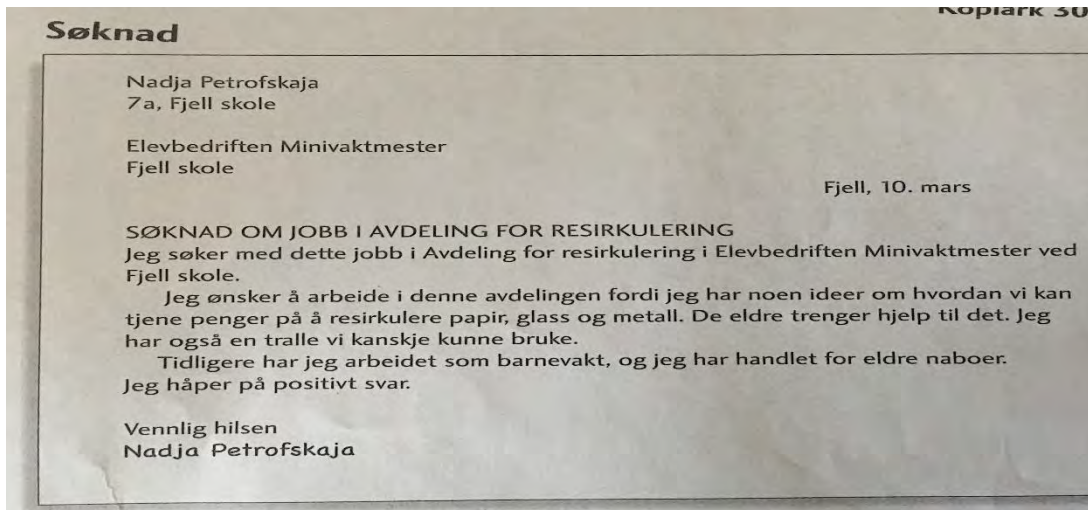 Kopiark 30
Søknad
Nadja Petrofskaja
7a, Fjell skole
Elevbedriften Minivaktmester
Fjell skole
Fjell, 10. mars
SØKNAD OM JOBB I AVDELING FOR RESIRKULERING
Jeg søker med dette jobb i Avdeling for resirkulering i Elevbedriften Minivaktmester ved
Fjell skole.
Jeg ønsker å arbeide i denne avdelingen fordi jeg har noen ideer om hvordan vi kan
tjene penger på å resirkulere papir, glass og metall. De eldre trenger hjelp til det. Jeg
har også en tralle vi kanskje kunne bruke.
Tidligere har jeg arbeidet som barnevakt, og jeg har handlet for eldre naboer.
Jeg håper på positivt svar.
Vennlig hilsen
Nadja Petrofskaja